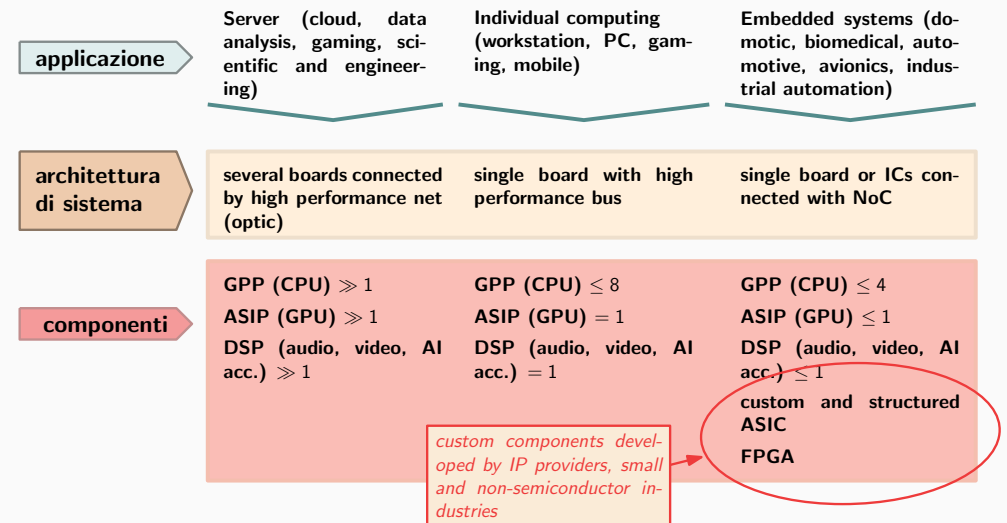 applicazione
Server (cloud, data
analysis, gaming, sci-
entific and engineer-
ing)
Individual computing
(workstation, PC, gam-
ing, mobile)
Embedded systems (do-
motic, biomedical, auto-
motive, avionics, indus-
trial automation)
architettura
di sistema
several boards connected
by high performance net
(optic)
single board with high
performance bus
single board or ICs con-
nected with NoC
componenti
GPP (CPU) ≫ 1
ASIP (GPU) ≫ 1
DSP (audio, video, AI
acc.) ≫ 1
GPP (CPU) ≤ 8
ASIP (GPU) = 1
DSP (audio, video, AI
acc.) = 1
GPP (CPU) ≤ 4
ASIP (GPU) ≤ 1
DSP (audio, video, AI
acc.) ≤ 1
custom and structured
ASIC
FPGA
custom components devel-
oped by IP providers, small
and non-semiconductor in-
dustries